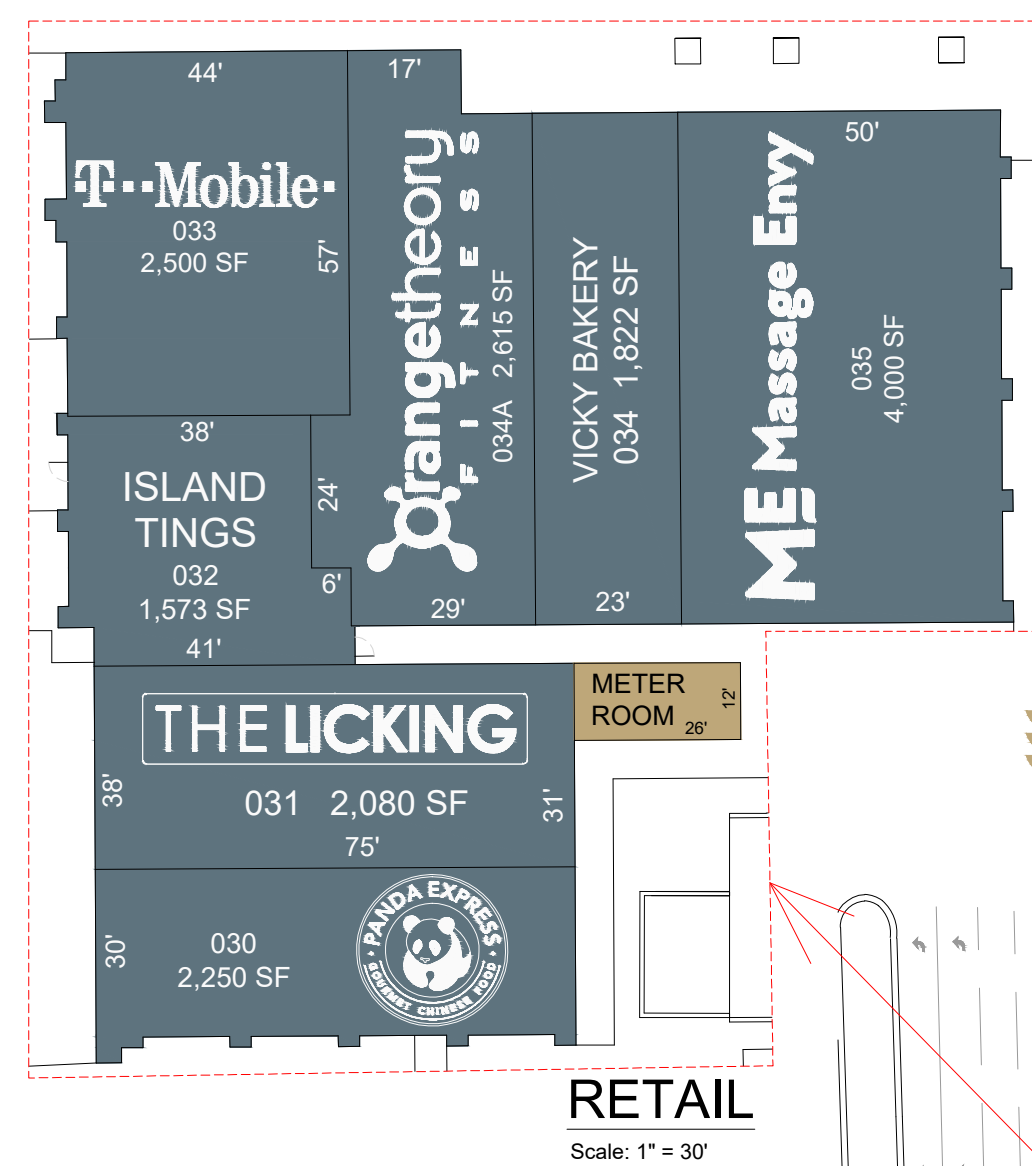 44'
T··Mobile·
033
2,500 SF
57'
17'
Orangetheory
FITNESS
034A 2,615 SF
29'
VICKY BAKERY
034 1,822 SF
23'
50'
ME Massage Envy
035
4,000 SF
38'
ISLAND
TINGS
032
1,573 SF
24'
6'
41'
THE LICKING
38'
031 2,080 SF
31'
75'
METER
ROOM 26'
12'
30'
030
2,250 SF
PANDA EXPRESS
GOURMET CHINESE FOOD
RETAIL
Scale: 1" = 30'